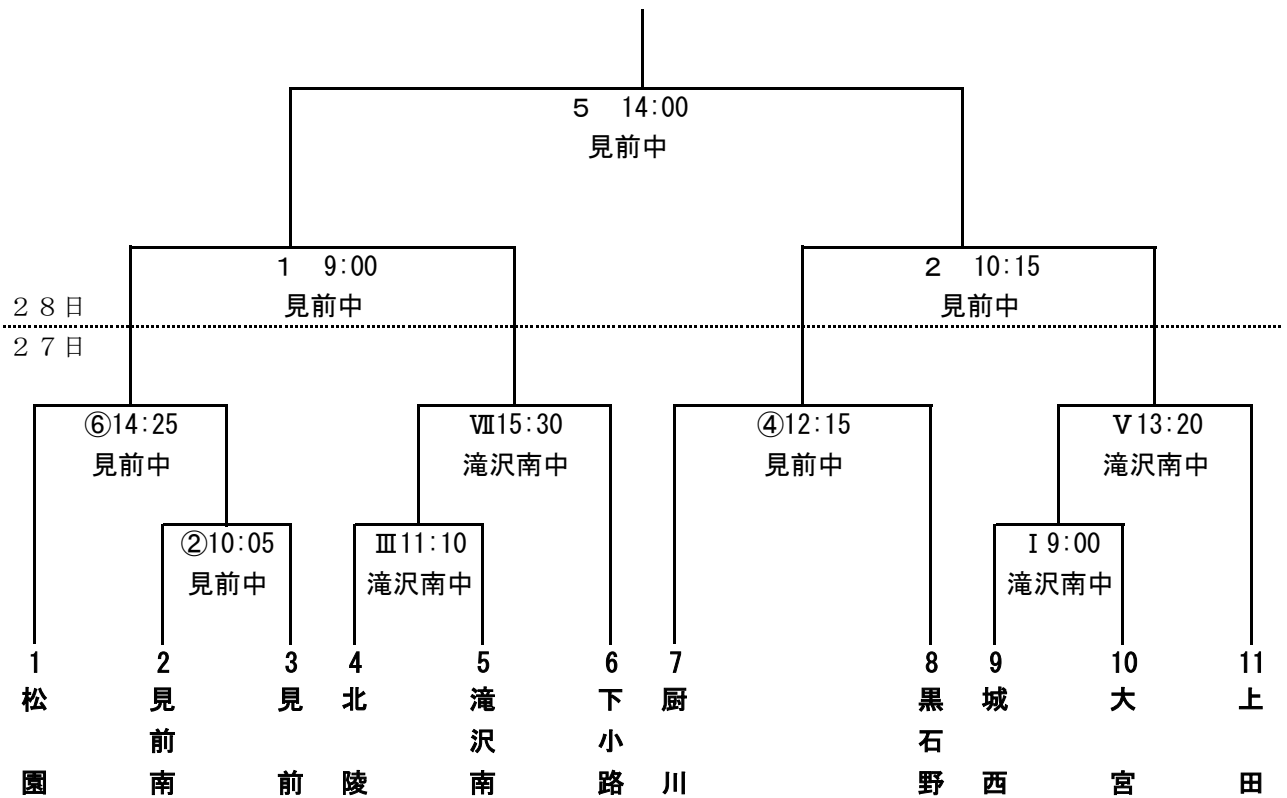 ５　14:00
見前中
１　9:00
見前中
２　10:15
見前中
２８日
２７日
⑥14:25
見前中
Ⅶ15:30
滝沢南中
④12:15
見前中
Ⅴ13:20
滝沢南中
②10:05
見前中
Ⅲ11:10
滝沢南中
Ⅰ9:00
滝沢南中
1
松園
2
見前南
3
見前
4
北陵
5
滝沢南
6
下小路
7
厨川
8
黒石野
9
城西
10
大宮
11
上田